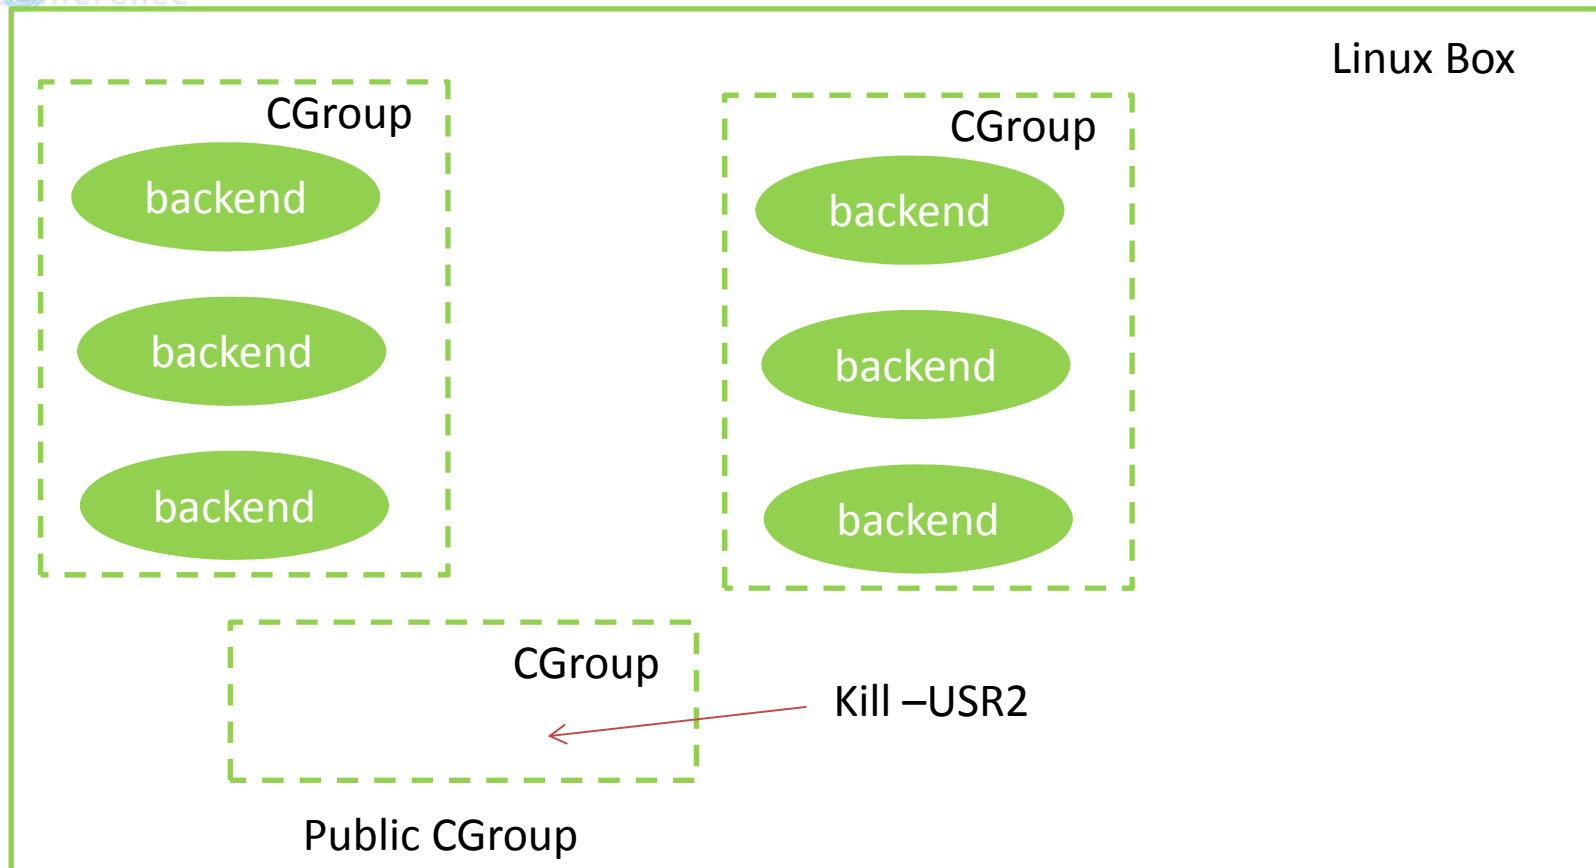 Linux Box
CGroup
backend
backend
backend
CGroup
backend
backend
backend
CGroup
Kill –USR2
Public CGroup